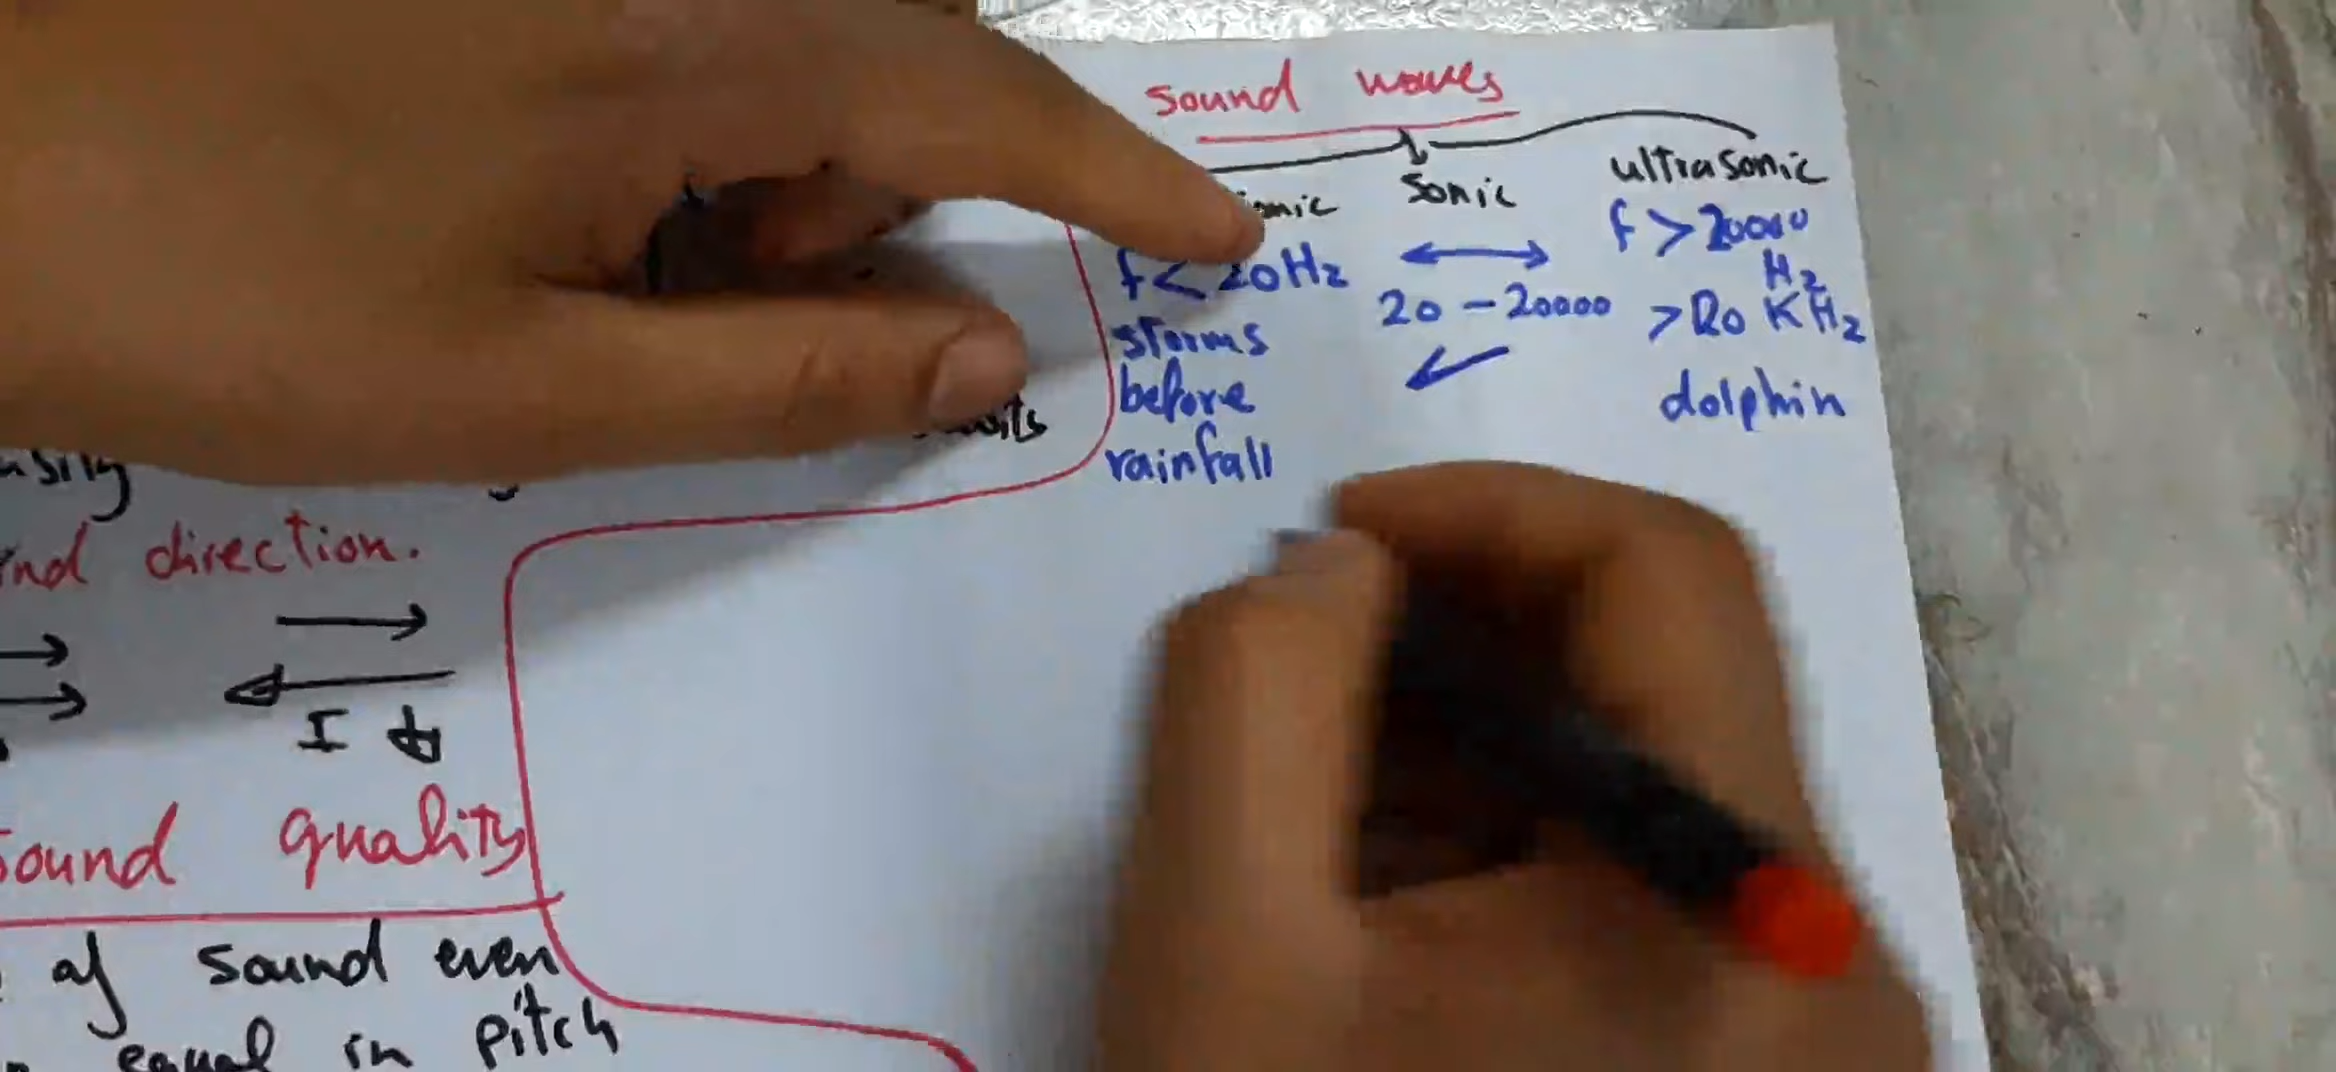 sound waves
sonic
ultrasonic
f < 20Hz
f > 20000
Hz
20 - 20000
> 20 KHz
storms
before
rainfall
dolphin
direction.
I
sound quality
of sound even
equal in pitch